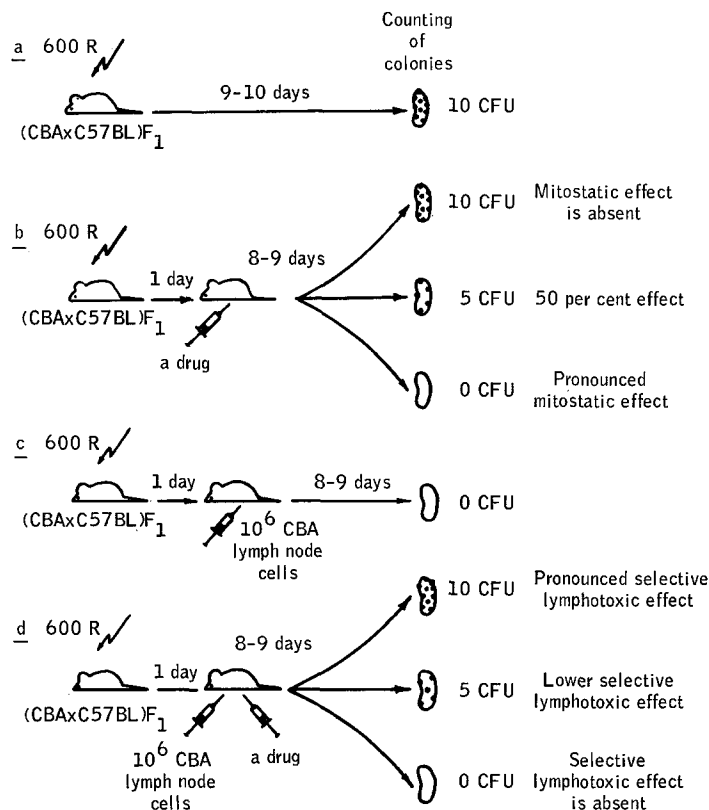 Counting
of
colonies
a 600 R
9-10 days
10 CFU
(CBAxC57BL)F1
b 600 R
1 day
8-9 days
(CBAxC57BL)F1
a drug
10 CFU
Mitostatic effect
is absent
5 CFU
50 per cent effect
0 CFU
Pronounced
mitostatic effect
c 600 R
1 day
8-9 days
0 CFU
(CBAxC57BL)F1
10^6 CBA
lymph node
cells
d 600 R
1 day
8-9 days
(CBAxC57BL)F1
10^6 CBA
lymph node
cells
a drug
10 CFU
Pronounced selective
lymphotoxic effect
5 CFU
Lower selective
lymphotoxic effect
0 CFU
Selective
lymphotoxic effect
is absent